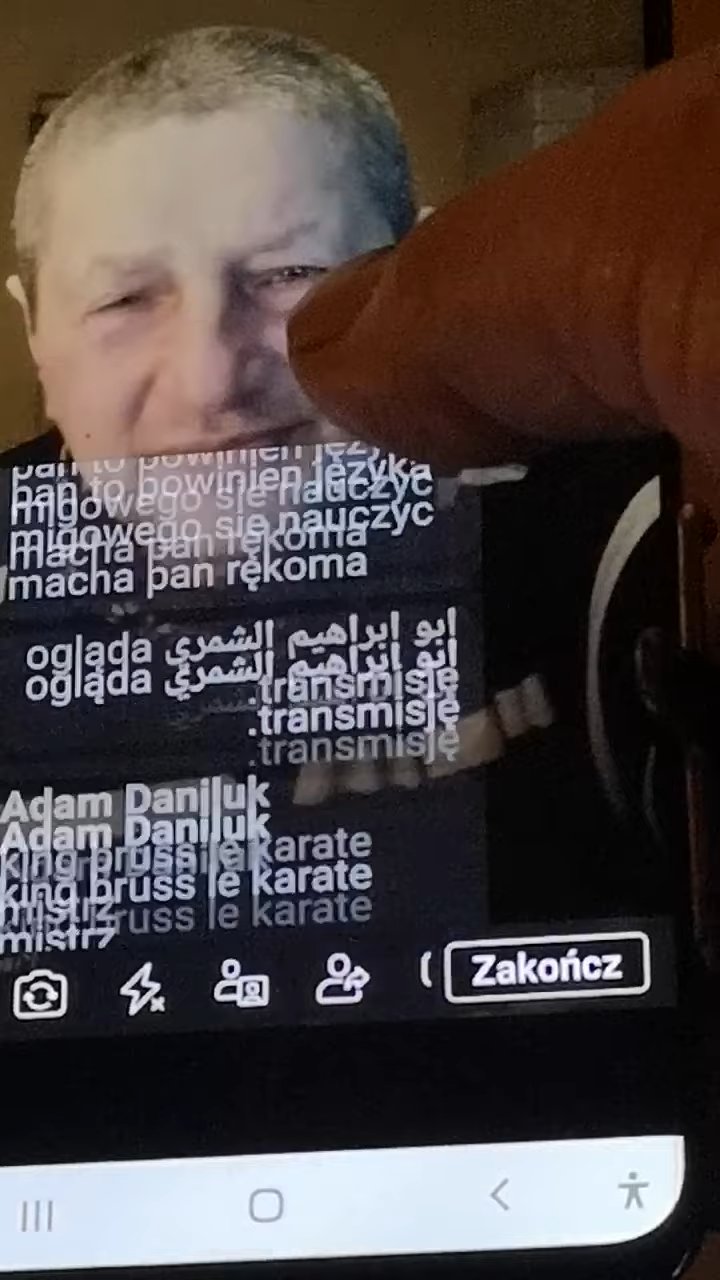 pan to powinien języka
migowego się nauczyc
macha pan rękoma
ابو ابراهيم الشمري ogląda
transmisję.
Adam Daniluk
king bruss le karate
mistrz
Zakończ